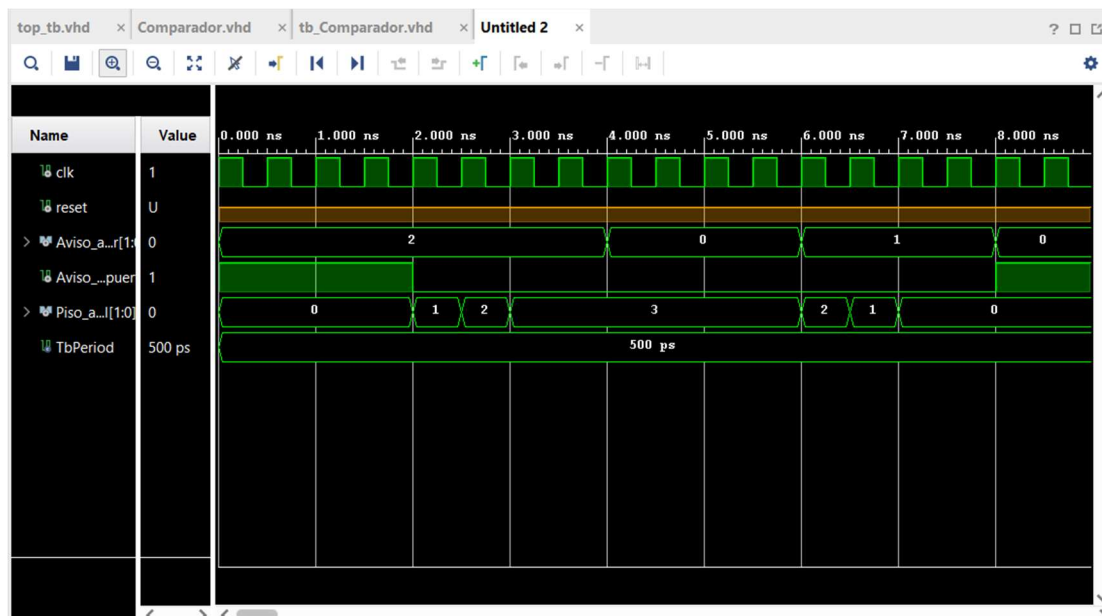 top_tb.vhd × Comparador.vhd × tb_Comparador.vhd × Untitled 2 ×
Name Value 0.000 ns 1.000 ns 2.000 ns 3.000 ns 4.000 ns 5.000 ns 6.000 ns 7.000 ns 8.000 ns
clk 1
reset U
Aviso_a...r[1:0 0 2 0 1 0
Aviso_...puer 1
Piso_a...l[1:0] 0 0 1 2 3 2 1 0
TbPeriod 500 ps 500 ps